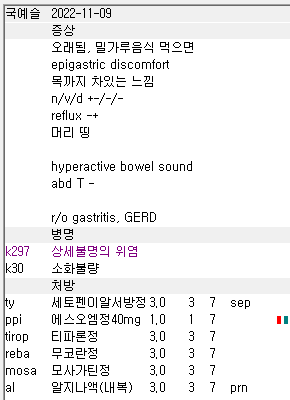 국예슬 2022-11-09
증상
오래됨, 밀가루음식 먹으면
epigastric discomfort
목까지 차있는 느낌
n/v/d +-/-/-
reflux -+
머리 띵
hyperactive bowel sound
abd T -
r/o gastritis, GERD
병명
k297 상세불명의 위염
k30 소화불량
처방
ty 세토펜이알서방정 3,0 3 7 sep
ppi 에스오엠정40mg 1,0 1 7
tirop 티파론정 3,0 3 7
reba 무코란정 3,0 3 7
mosa 모사가틴정 3,0 3 7
al 알지나액(내복) 3,0 3 7 prn